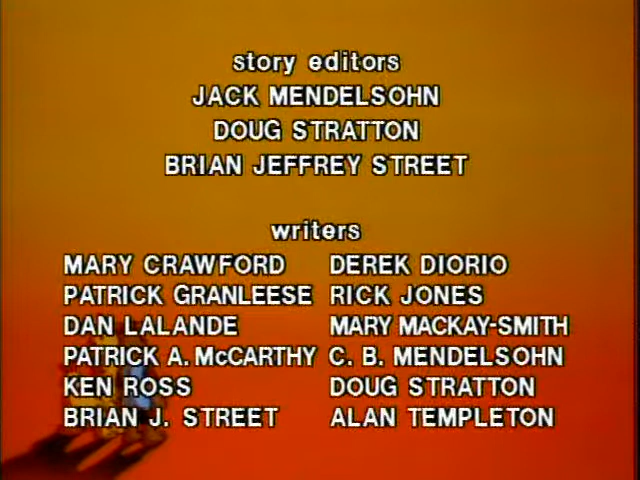 story editors
JACK MENDELSOHN
DOUG STRATTON
BRIAN JEFFREY STREET
writers
MARY CRAWFORD DEREK DIORIO
PATRICK GRANLEESE RICK JONES
DAN LALANDE MARY MACKAY-SMITH
PATRICK A. McCARTHY C. B. MENDELSOHN
KEN ROSS DOUG STRATTON
BRIAN J. STREET ALAN TEMPLETON